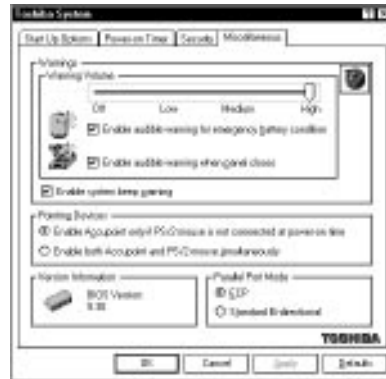 Toshiba System
Start Up Options Power-on Timer Security Miscellaneous
Warnings
Warning Volume
Off Low Medium High
Enable audible warning for emergency battery condition
Enable audible warning when panel closes
Enable system beep warning
Pointing Devices
Enable Accupoint only if PS/2 mouse is not connected at power-on time
Enable both Accupoint and PS/2 mouse simultaneously
Version Information
BIOS Version:
Parallel Port Mode
ECP
Standard Bi-directional
TOSHIBA
OK Cancel Apply Defaults